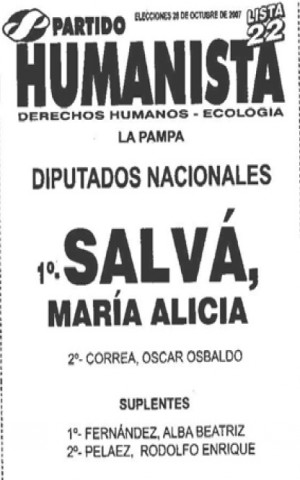 ELECCIONES 28 DE OCTUBRE DE 2007
LISTA 22
PARTIDO
HUMANISTA
DERECHOS HUMANOS - ECOLOGIA
LA PAMPA
DIPUTADOS NACIONALES
1º- SALVÁ,
MARÍA ALICIA
2º- CORREA, OSCAR OSBALDO
SUPLENTES
1º- FERNÁNDEZ, ALBA BEATRIZ
2º- PELAEZ, RODOLFO ENRIQUE